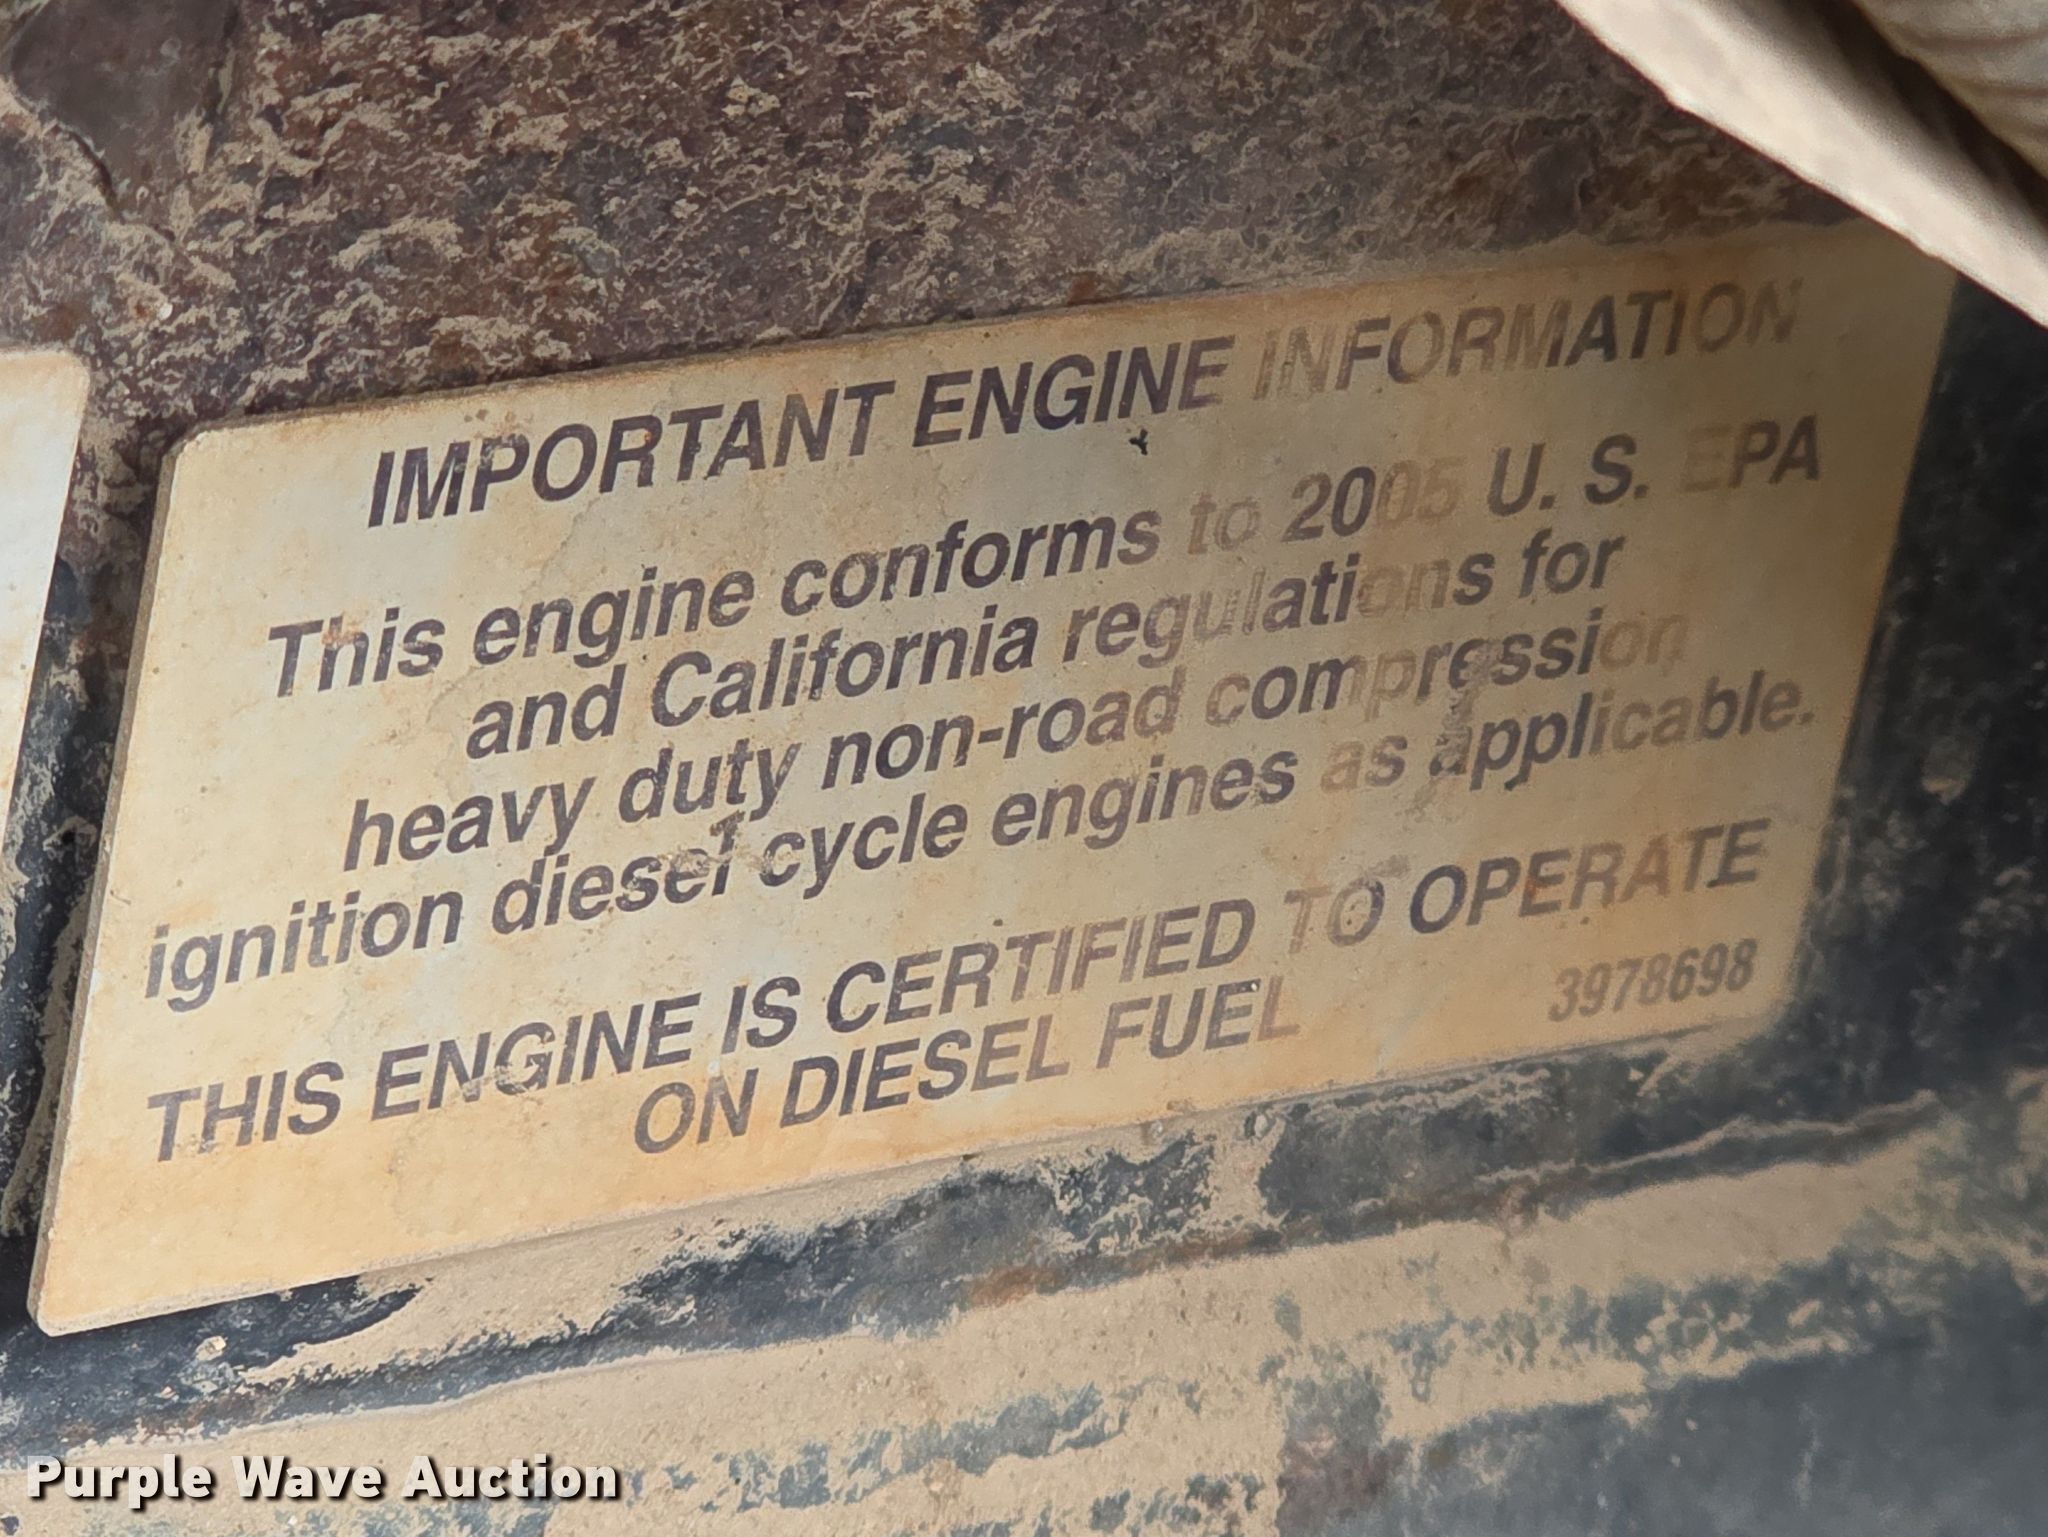 IMPORTANT ENGINE INFORMATION
This engine conforms to 2005 U. S. EPA
and California regulations for
heavy duty non-road compression
ignition diesel cycle engines as applicable.
THIS ENGINE IS CERTIFIED TO OPERATE
ON DIESEL FUEL
3978698
Purple Wave Auction